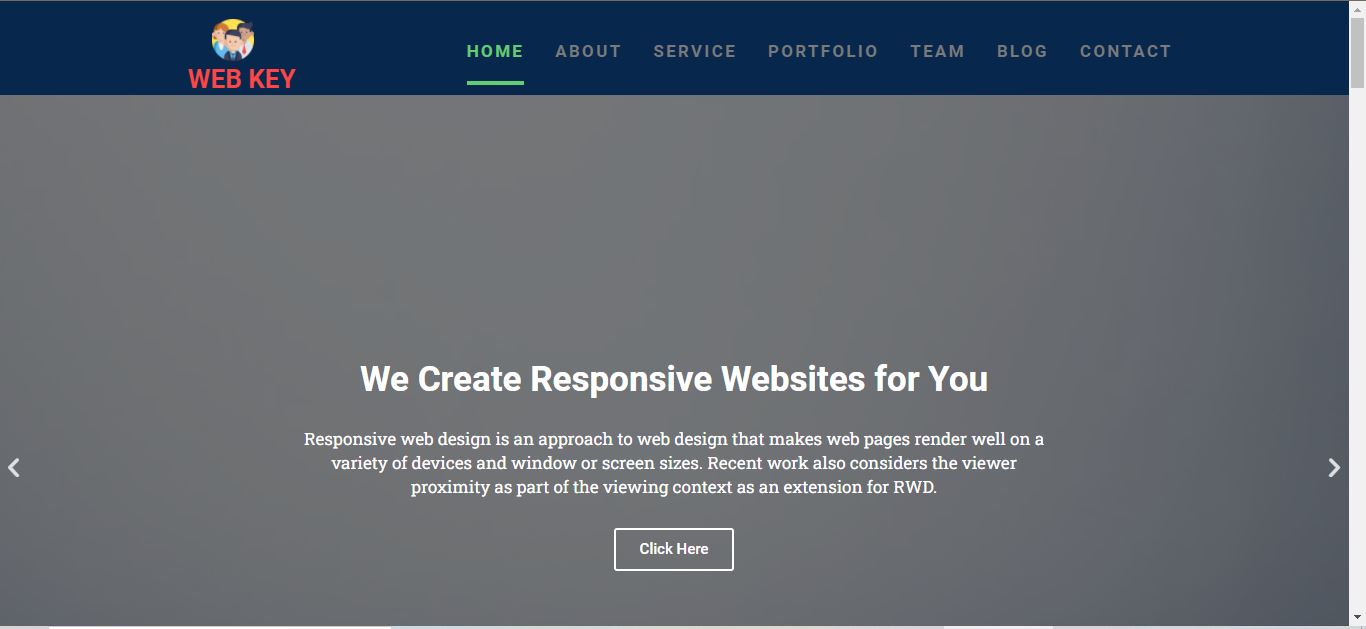 WEB KEY
HOME ABOUT SERVICE PORTFOLIO TEAM BLOG CONTACT
We Create Responsive Websites for You
Responsive web design is an approach to web design that makes web pages render well on a
variety of devices and window or screen sizes. Recent work also considers the viewer
proximity as part of the viewing context as an extension for RWD.
Click Here